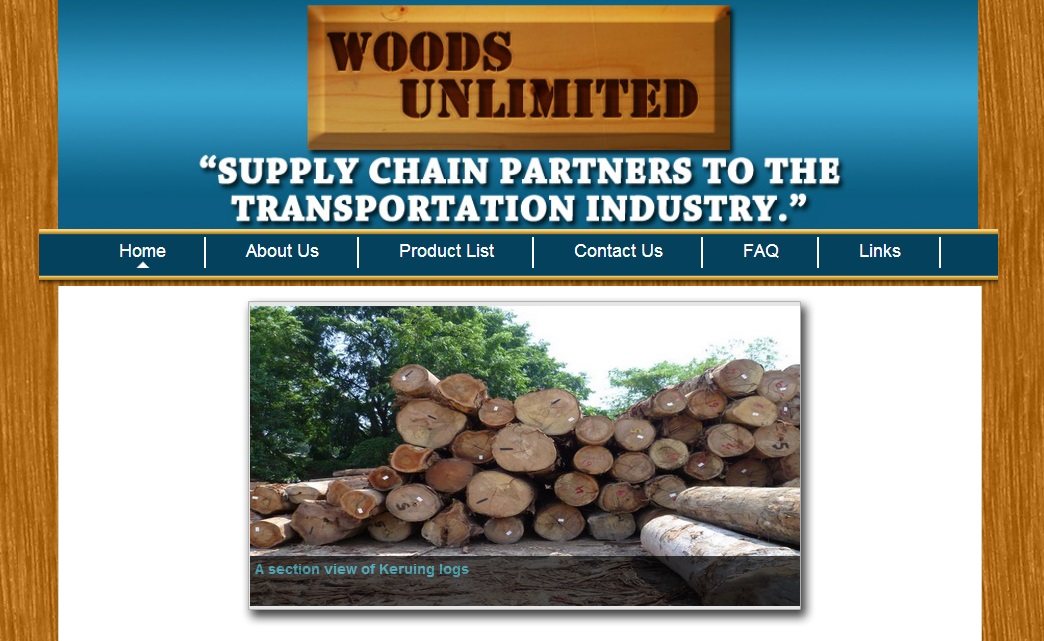 WOODS
UNLIMITED
“SUPPLY CHAIN PARTNERS TO THE
TRANSPORTATION INDUSTRY.”
Home About Us Product List Contact Us FAQ Links
A section view of Keruing logs